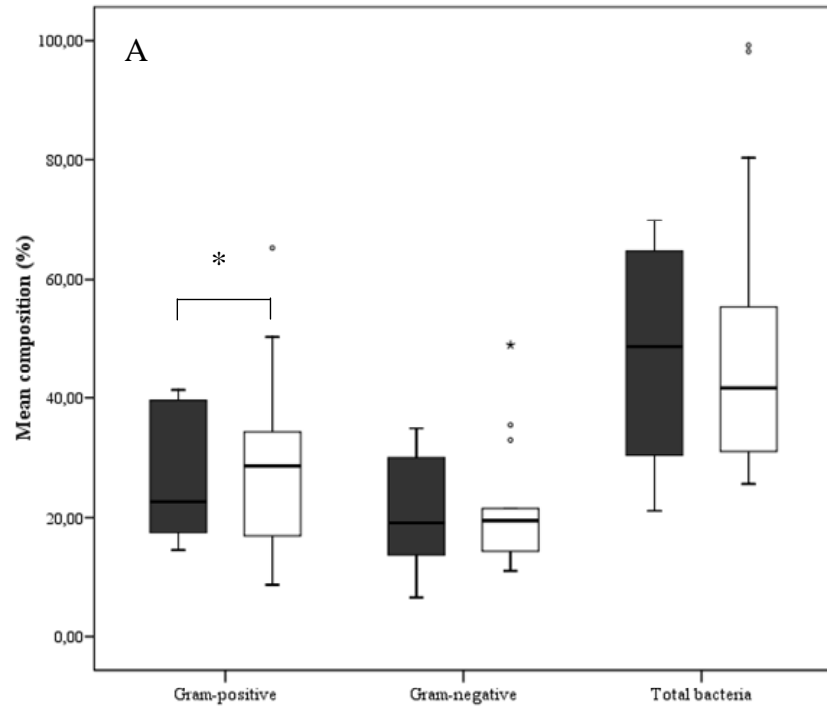 A
100,00
80,00
60,00
40,00
20,00
0,00
Mean composition (%)
*
Gram-positive
Gram-negative
Total bacteria